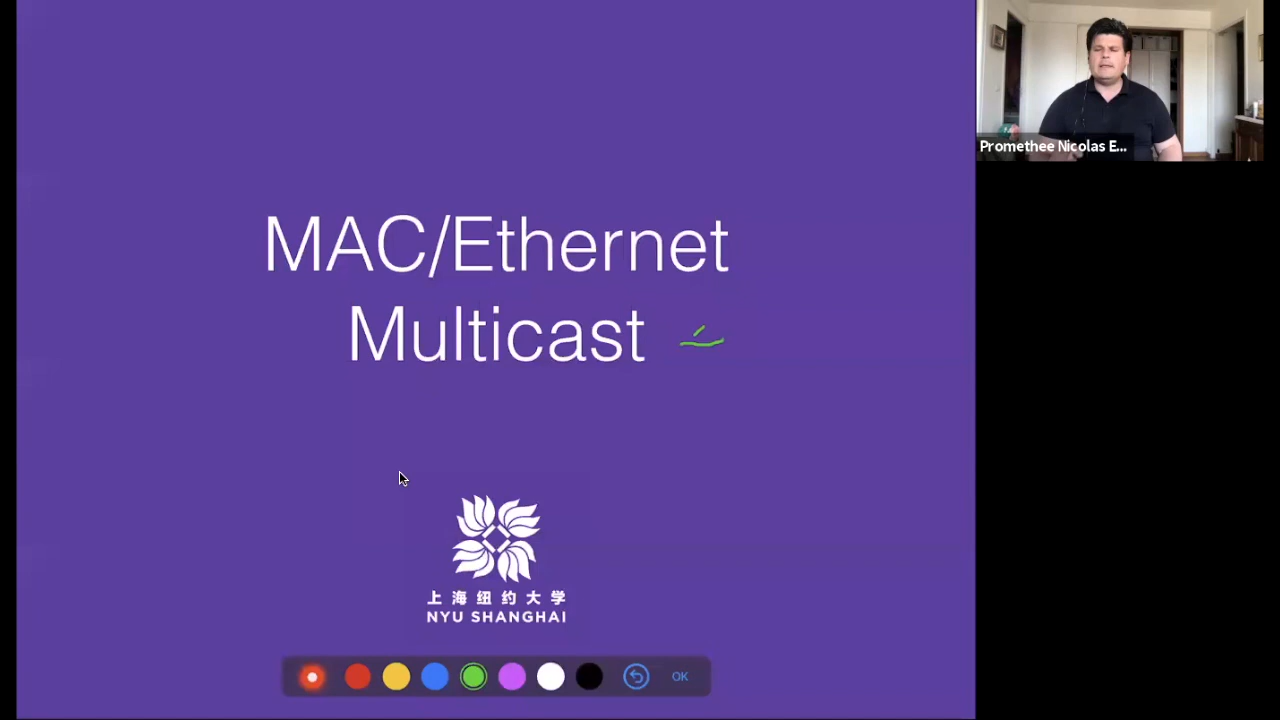 MAC/Ethernet
Multicast
上海纽约大学
NYU SHANGHAI
OK
Promethee Nicolas E...